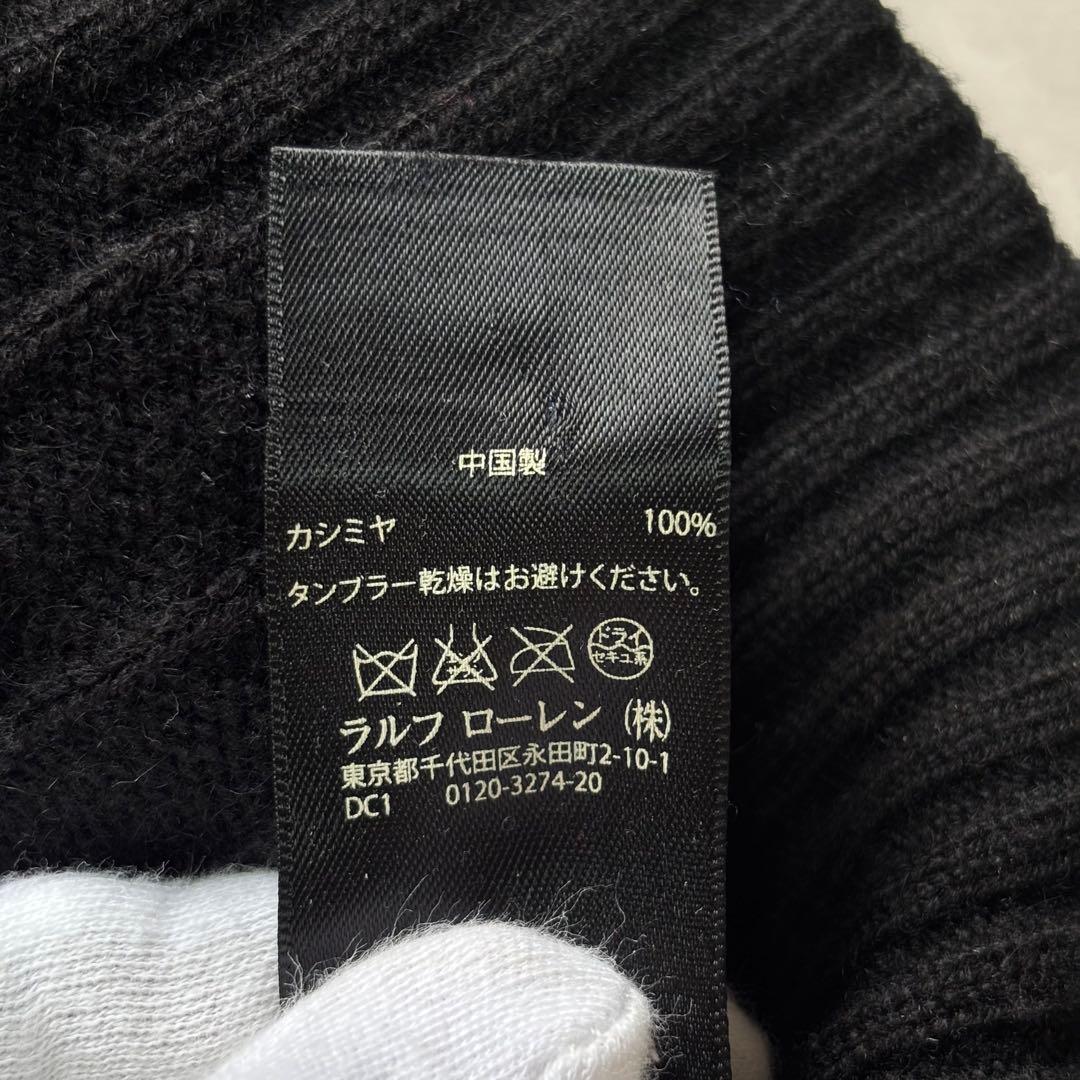 中国製
カシミヤ 100%
タンブラー乾燥はお避けください。
ドライ
セキユ系
ラルフ ローレン (株)
東京都千代田区永田町2-10-1
DC1 0120-3274-20